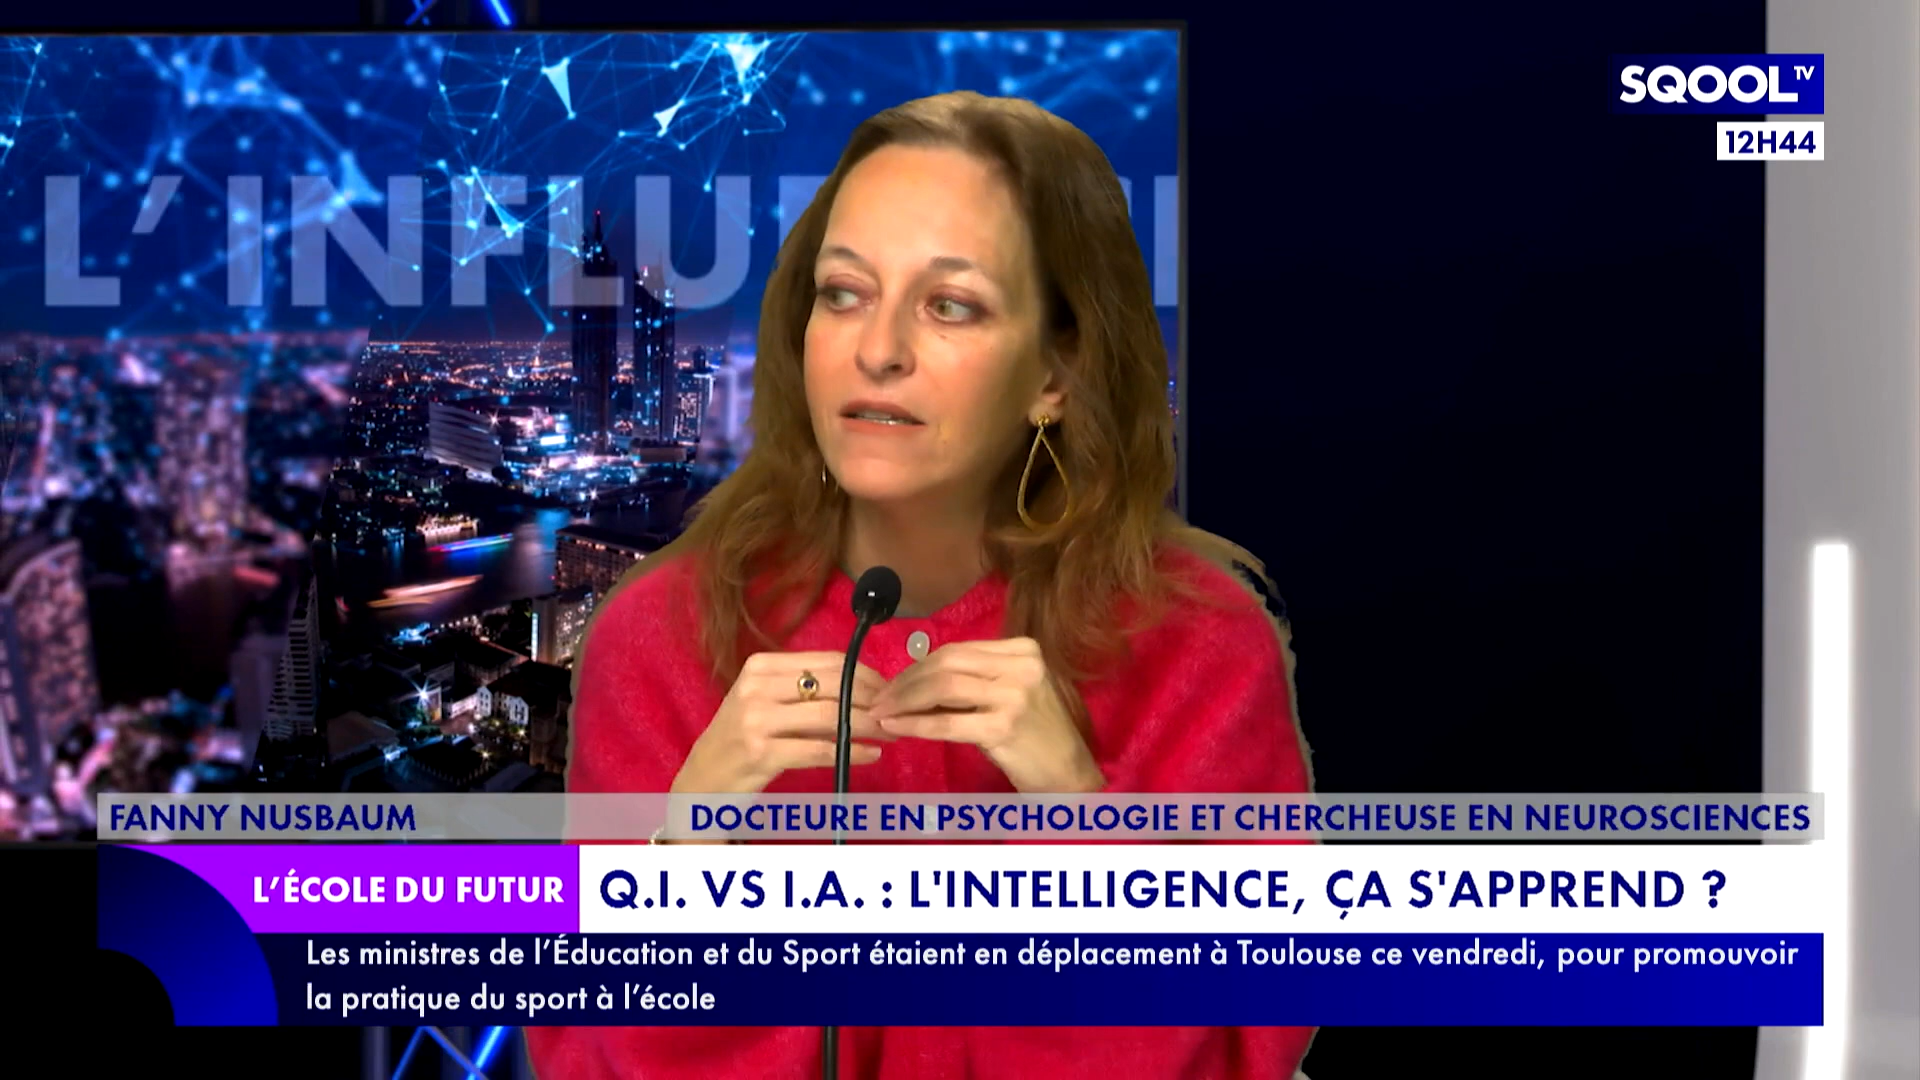 SQOOL TV
12H44
L'INFLU
FANNY NUSBAUM
DOCTEURE EN PSYCHOLOGIE ET CHERCHEUSE EN NEUROSCIENCES
L'ÉCOLE DU FUTUR
Q.I. VS I.A. : L'INTELLIGENCE, ÇA S'APPREND ?
Les ministres de l'Éducation et du Sport étaient en déplacement à Toulouse ce vendredi, pour promouvoir
la pratique du sport à l'école